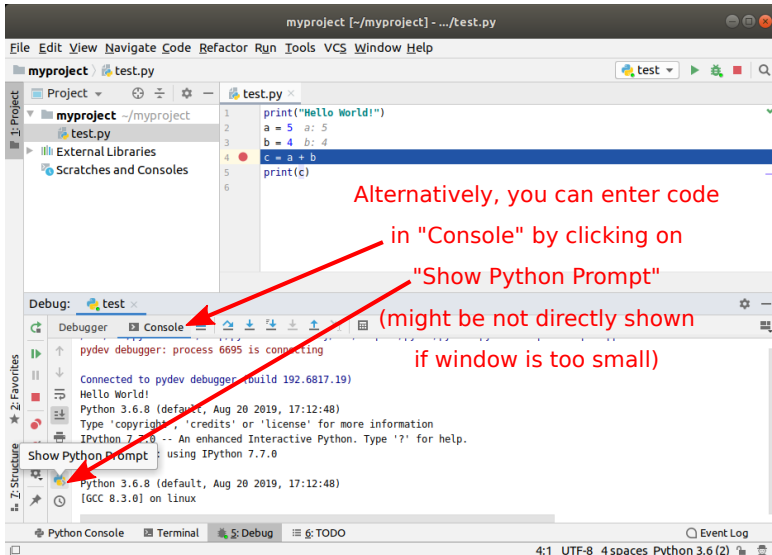 myproject [~/myproject] - .../test.py
File Edit View Navigate Code Refactor Run Tools VCS Window Help
myproject test.py
test
1: Project
Project
test.py
myproject ~/myproject
test.py
External Libraries
Scratches and Consoles
1 print("Hello World!")
2 a = 5 a: 5
3 b = 4 b: 4
4 c = a + b
5 print(c)
6
Alternatively, you can enter code
in "Console" by clicking on
"Show Python Prompt"
(might be not directly shown
if window is too small)
Debug: test
Debugger Console
pydev debugger: process 6695 is connecting
Connected to pydev debugger (build 192.6817.19)
Hello World!
Python 3.6.8 (default, Aug 20 2019, 17:12:48)
Type 'copyright', 'credits' or 'license' for more information
IPython 7.7.0 -- An enhanced Interactive Python. Type '?' for help.
Show Python Prompt
: using IPython 7.7.0
Python 3.6.8 (default, Aug 20 2019, 17:12:48)
[GCC 8.3.0] on linux
2: Favorites
7: Structure
Python Console Terminal 5: Debug 6: TODO Event Log
4:1 UTF-8 4 spaces Python 3.6 (2)